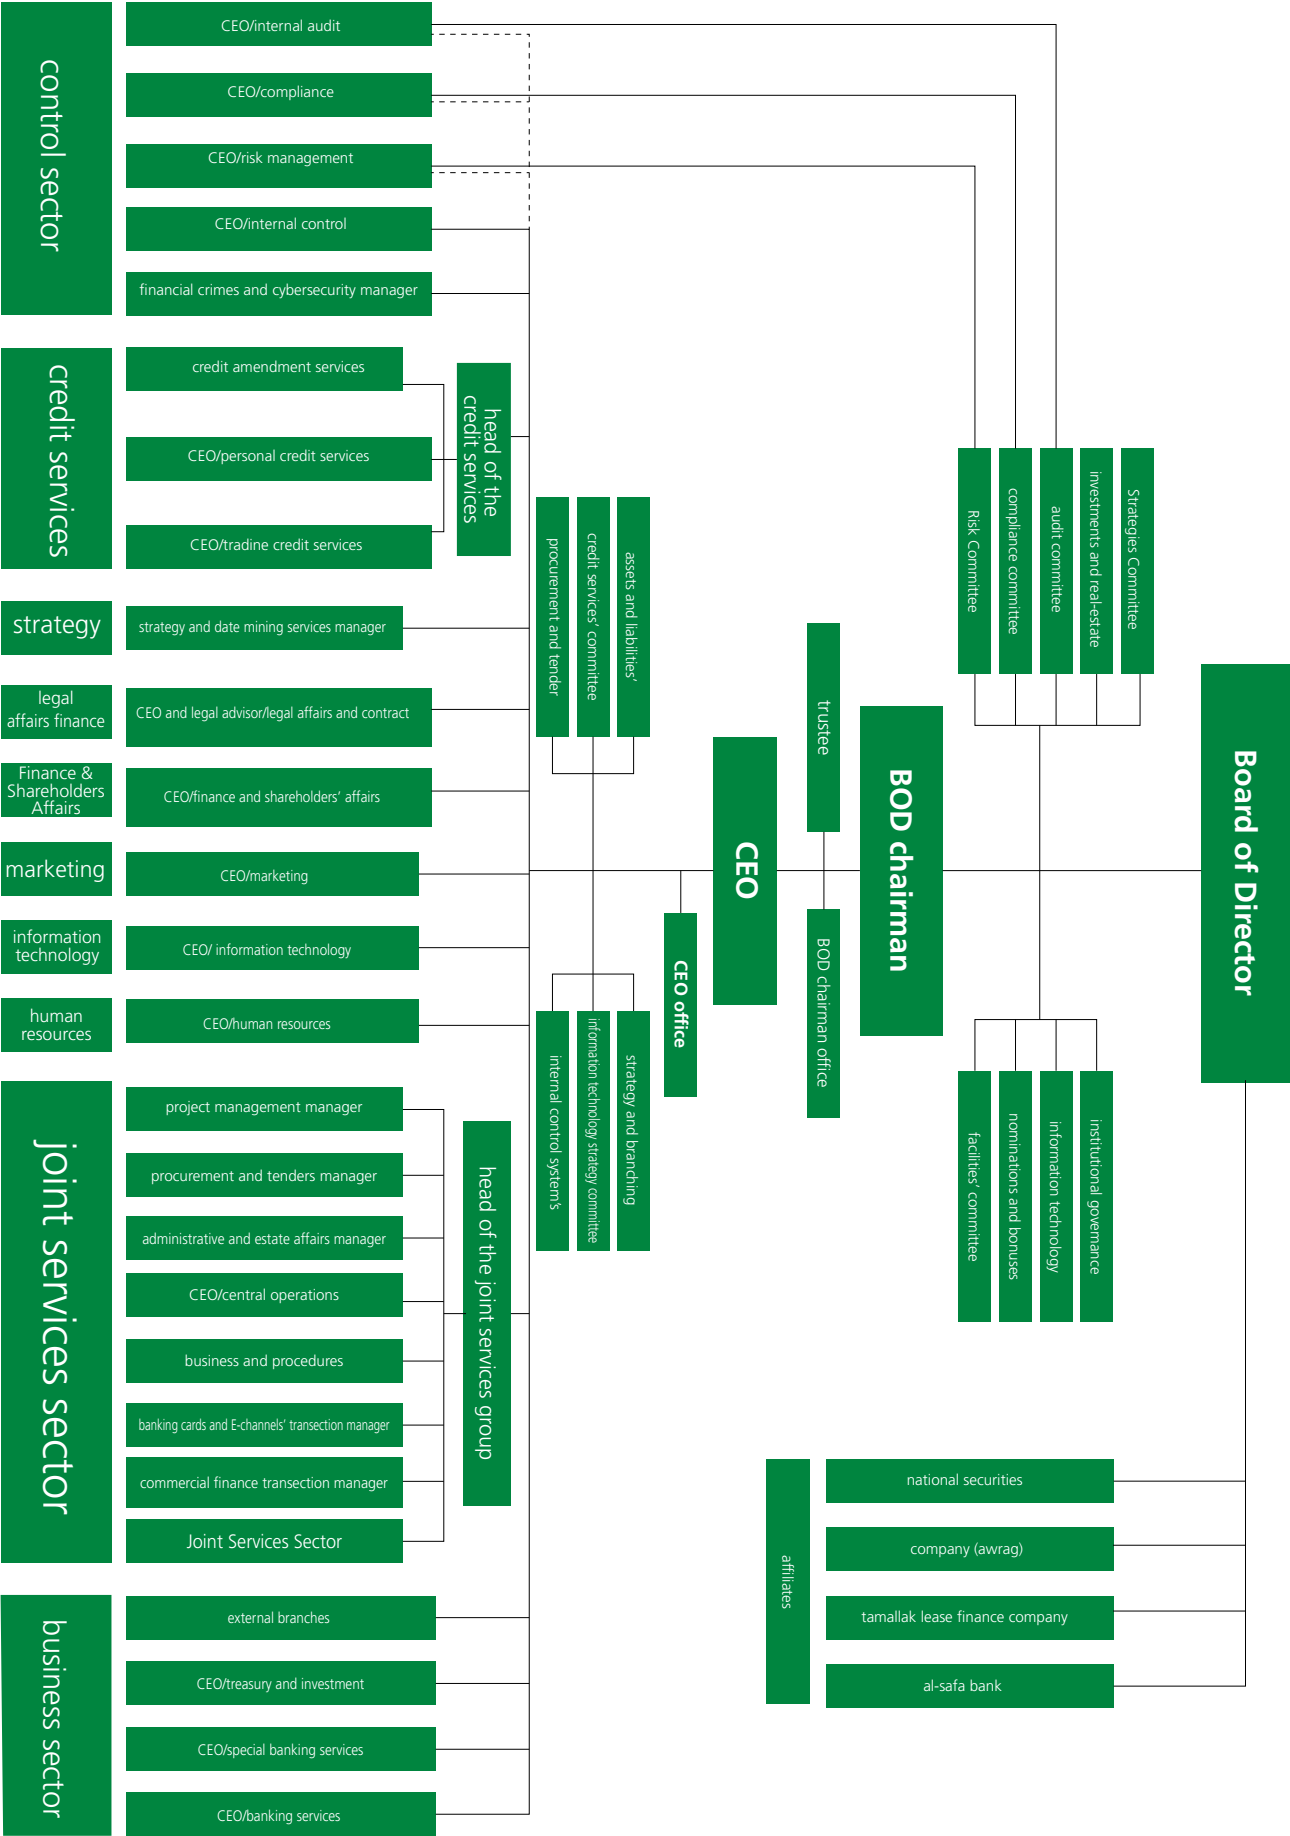 Board of Director
Strategies Committee
investments and real-estate
audit committee
compliance committee
Risk Committee
institutional governance
information technology
nominations and bonuses
facilities' committee
BOD chairman
trustee
BOD chairman office
CEO
CEO office
assets and liabilities'
credit services' committee
procurement and tender
strategy and branching
information technology strategy committee
internal control system's
affiliates
national securities
company (awrag)
tamallak lease finance company
al-safa bank
control sector
CEO/internal audit
CEO/compliance
CEO/risk management
CEO/internal control
financial crimes and cybersecurity manager
credit services
head of the
credit services
credit amendment services
CEO/personal credit services
CEO/tradine credit services
strategy
strategy and date mining services manager
legal
affairs finance
CEO and legal advisor/legal affairs and contract
Finance &
Shareholders
Affairs
CEO/finance and shareholders' affairs
marketing
CEO/marketing
information
technology
CEO/ information technology
human
resources
CEO/human resources
joint services sector
head of the joint services group
project management manager
procurement and tenders manager
administrative and estate affairs manager
CEO/central operations
business and procedures
banking cards and E-channels' transection manager
commercial finance transection manager
Joint Services Sector
business sector
external branches
CEO/treasury and investment
CEO/special banking services
CEO/banking services